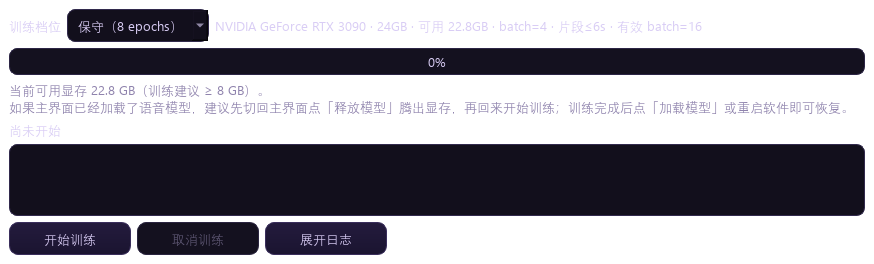 训练档位 保守（8 epochs） NVIDIA GeForce RTX 3090 · 24GB · 可用 22.8GB · batch=4 · 片段≤6s · 有效 batch=16
0%
当前可用显存 22.8 GB（训练建议 ≥ 8 GB）。
如果主界面已经加载了语音模型，建议先切回主界面点「释放模型」腾出显存，再回来开始训练；训练完成后点「加载模型」或重启软件即可恢复。
尚未开始
开始训练 取消训练 展开日志